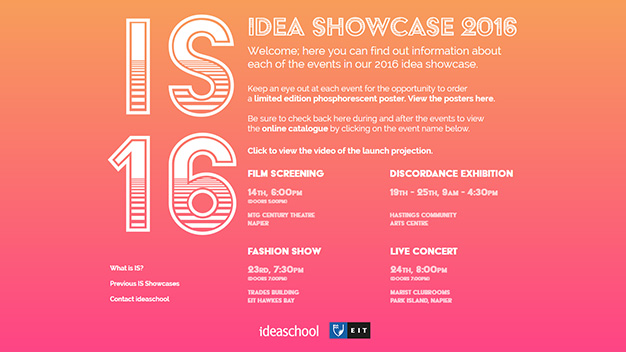 IS
16
IDEA SHOWCASE 2016
Welcome; here you can find out information about
each of the events in our 2016 idea showcase.
Keep an eye out at each event for the opportunity to order
a limited edition phosphorescent poster. View the posters here.
Be sure to check back here during and after the events to view
the online catalogue by clicking on the event name below.
Click to view the video of the launch projection.
FILM SCREENING
14TH, 6:00PM
(DOORS 5:00PM)
MTG CENTURY THEATRE
NAPIER
DISCORDANCE EXHIBITION
19TH - 25TH, 9AM - 4:30PM
HASTINGS COMMUNITY
ARTS CENTRE
FASHION SHOW
23RD, 7:30PM
(DOORS 7:00PM)
TRADES BUILDING
EIT HAWKES BAY
LIVE CONCERT
24TH, 8:00PM
(DOORS 7:00PM)
MARIST CLUBROOMS
PARK ISLAND, NAPIER
What is IS?
Previous IS Showcases
Contact ideaschool
ideaschool
EIT